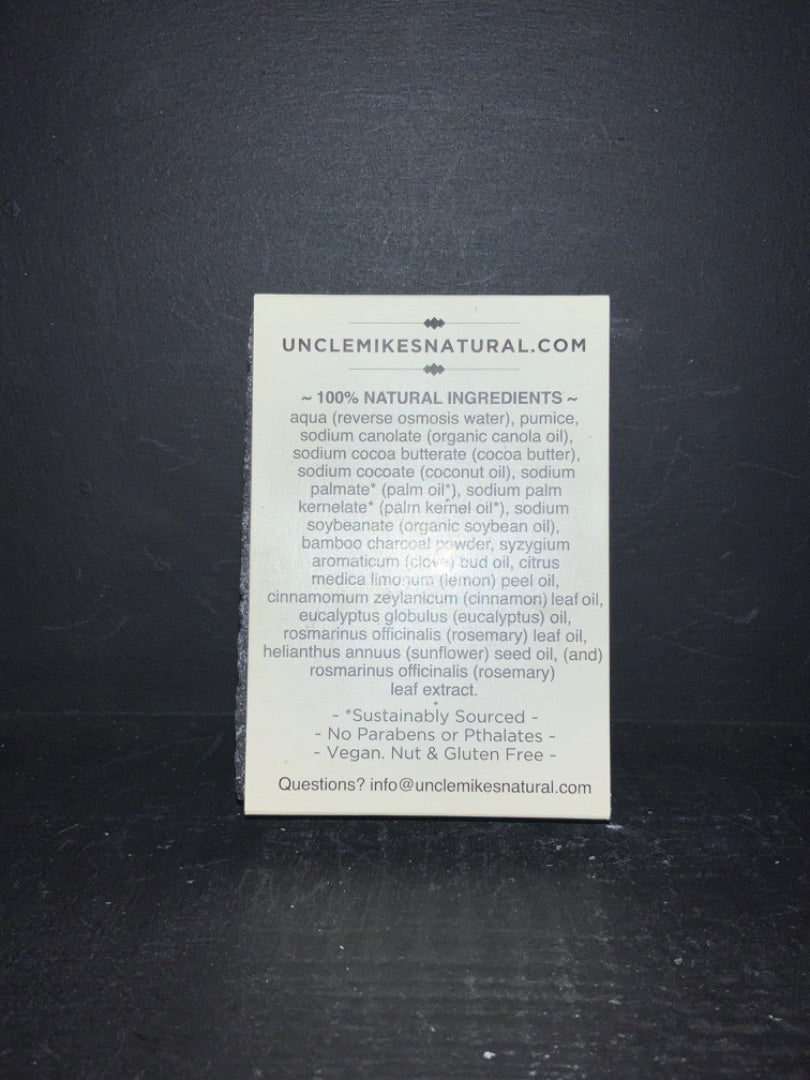 UNCLEMIKESNATURAL.COM
~ 100% NATURAL INGREDIENTS ~
aqua (reverse osmosis water), pumice,
sodium canolate (organic canola oil),
sodium cocoa butterate (cocoa butter),
sodium cocoate (coconut oil), sodium
palmate* (palm oil*), sodium palm
kernelate* (palm kernel oil*), sodium
soybeanate (organic soybean oil),
bamboo charcoal powder, syzygium
aromaticum (clove) bud oil, citrus
medica limonum (lemon) peel oil,
cinnamomum zeylanicum (cinnamon) leaf oil,
eucalyptus globulus (eucalyptus) oil,
rosmarinus officinalis (rosemary) leaf oil,
helianthus annuus (sunflower) seed oil, (and)
rosmarinus officinalis (rosemary)
leaf extract.
~ *Sustainably Sourced ~
~ No Parabens or Pthalates ~
~ Vegan. Nut & Gluten Free ~
Questions? info@unclemikesnatural.com